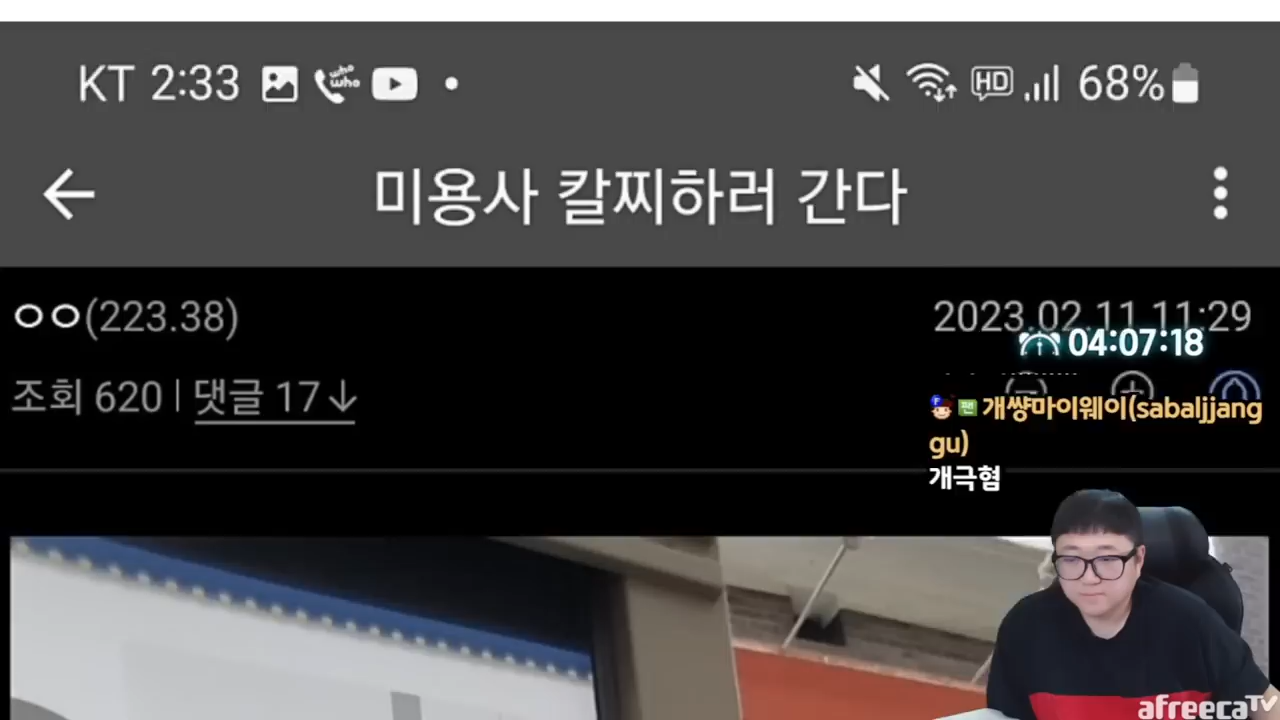 KT 2:33
HD
68%
미용사 칼찌하러 간다
ㅇㅇ(223.38)
2023.02.11 11:29
04:07:18
조회 620 | 댓글 17↓
팬 개썅마이웨이(sabaljjang
gu)
개극혐
afreecaTV